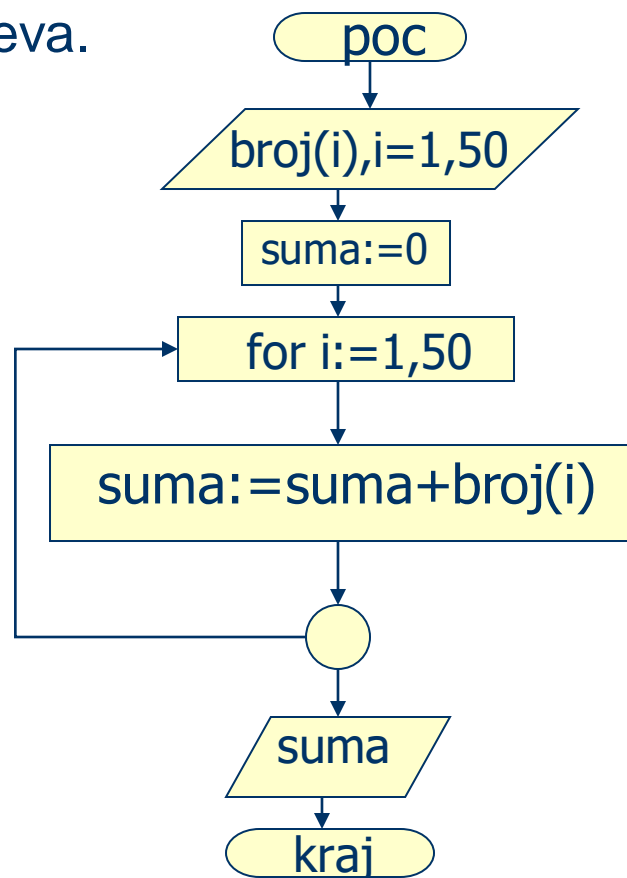 eva.
poc
broj(i),i=1,50
suma:=0
for i:=1,50
suma:=suma+broj(i)
suma
kraj